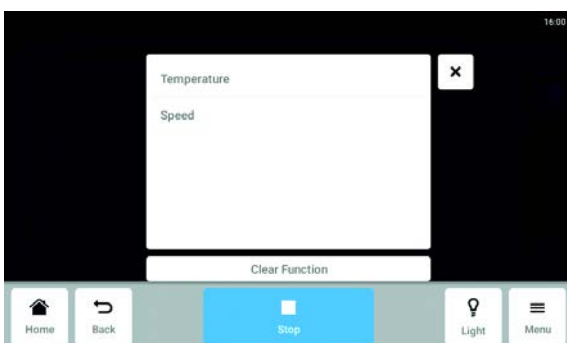 16:00
Temperature
Speed
Clear Function
Home
Back
Stop
Light
Menu